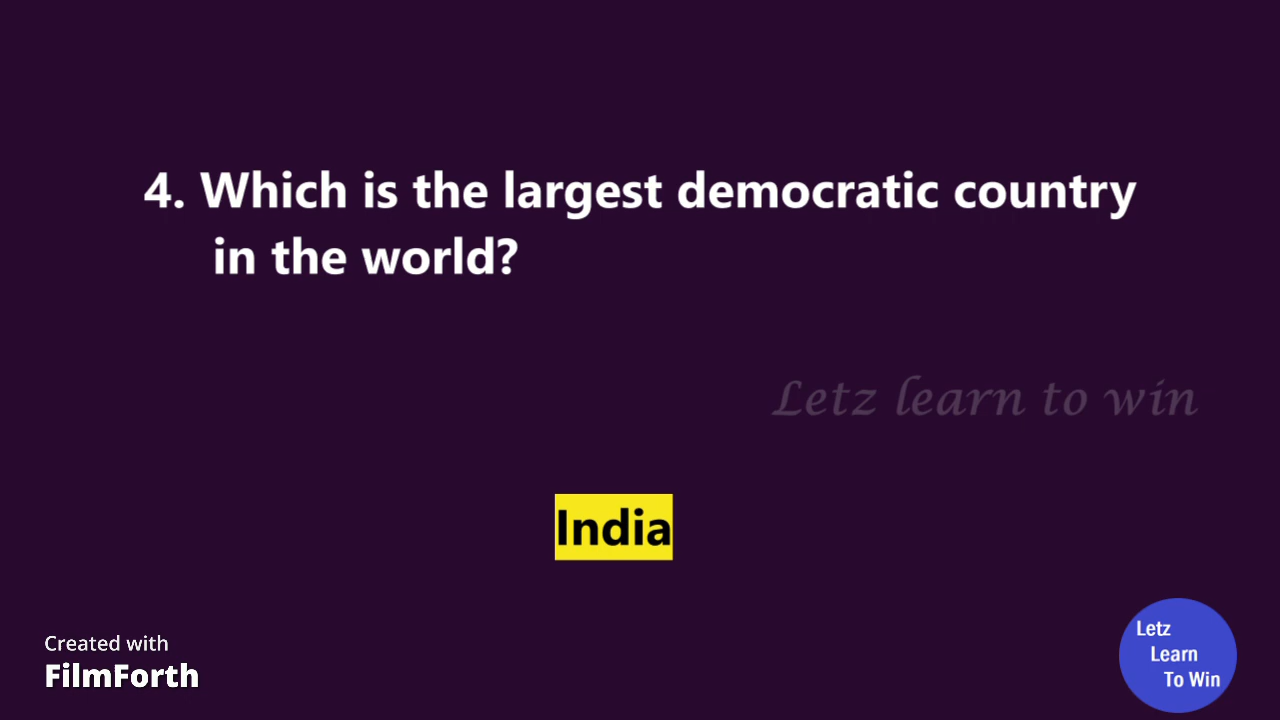 4. Which is the largest democratic country
in the world?
Letz learn to win
India
Created with
FilmForth
Letz
Learn
To Win